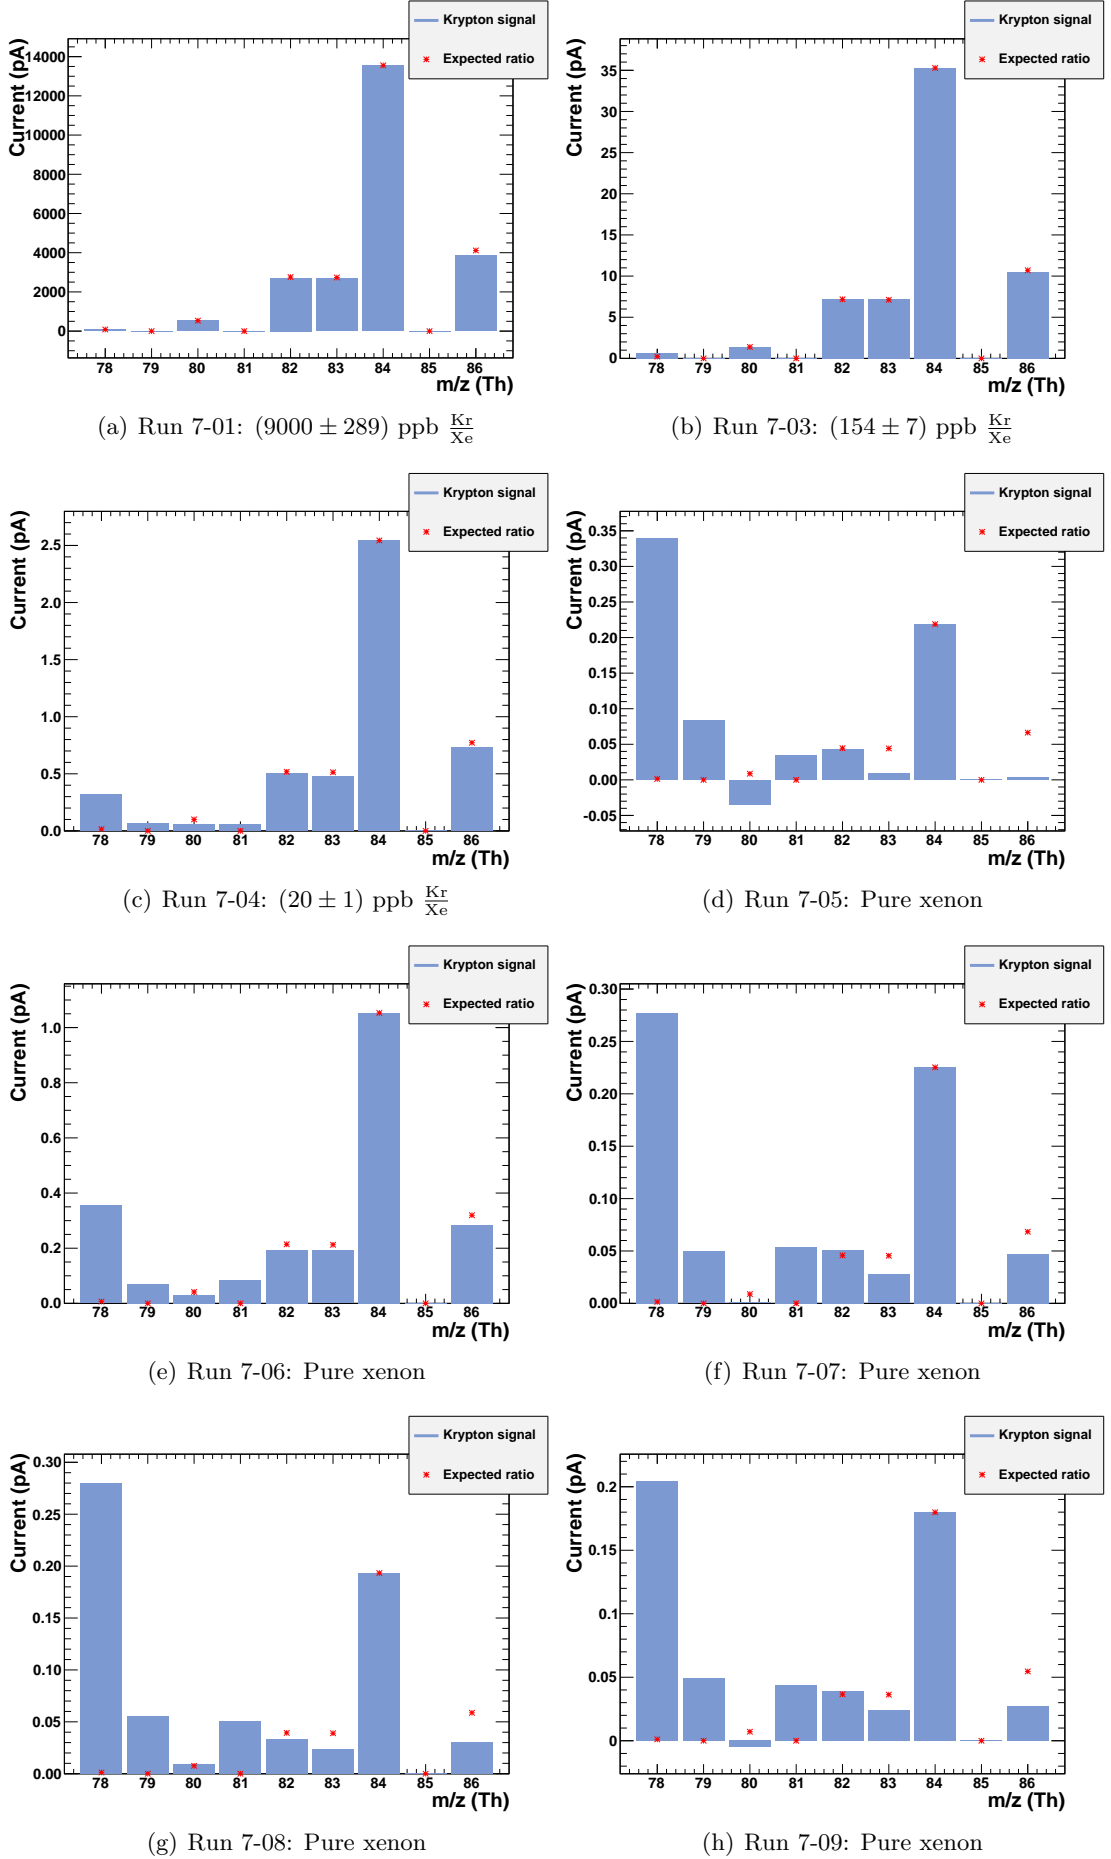 Krypton signal
Expected ratio
Current (pA)
14000
12000
10000
8000
6000
4000
2000
0
78 79 80 81 82 83 84 85 86
m/z (Th)
(a) Run 7-01: (9000 ± 289) ppb Kr/Xe
Krypton signal
Expected ratio
Current (pA)
35
30
25
20
15
10
5
0
78 79 80 81 82 83 84 85 86
m/z (Th)
(b) Run 7-03: (154 ± 7) ppb Kr/Xe
Krypton signal
Expected ratio
Current (pA)
2.5
2.0
1.5
1.0
0.5
0.0
78 79 80 81 82 83 84 85 86
m/z (Th)
(c) Run 7-04: (20 ± 1) ppb Kr/Xe
Krypton signal
Expected ratio
Current (pA)
0.35
0.30
0.25
0.20
0.15
0.10
0.05
0.00
-0.05
78 79 80 81 82 83 84 85 86
m/z (Th)
(d) Run 7-05: Pure xenon
Krypton signal
Expected ratio
Current (pA)
1.0
0.8
0.6
0.4
0.2
0.0
78 79 80 81 82 83 84 85 86
m/z (Th)
(e) Run 7-06: Pure xenon
Krypton signal
Expected ratio
Current (pA)
0.30
0.25
0.20
0.15
0.10
0.05
0.00
78 79 80 81 82 83 84 85 86
m/z (Th)
(f) Run 7-07: Pure xenon
Krypton signal
Expected ratio
Current (pA)
0.30
0.25
0.20
0.15
0.10
0.05
0.00
78 79 80 81 82 83 84 85 86
m/z (Th)
(g) Run 7-08: Pure xenon
Krypton signal
Expected ratio
Current (pA)
0.2
0.15
0.1
0.05
0
78 79 80 81 82 83 84 85 86
m/z (Th)
(h) Run 7-09: Pure xenon